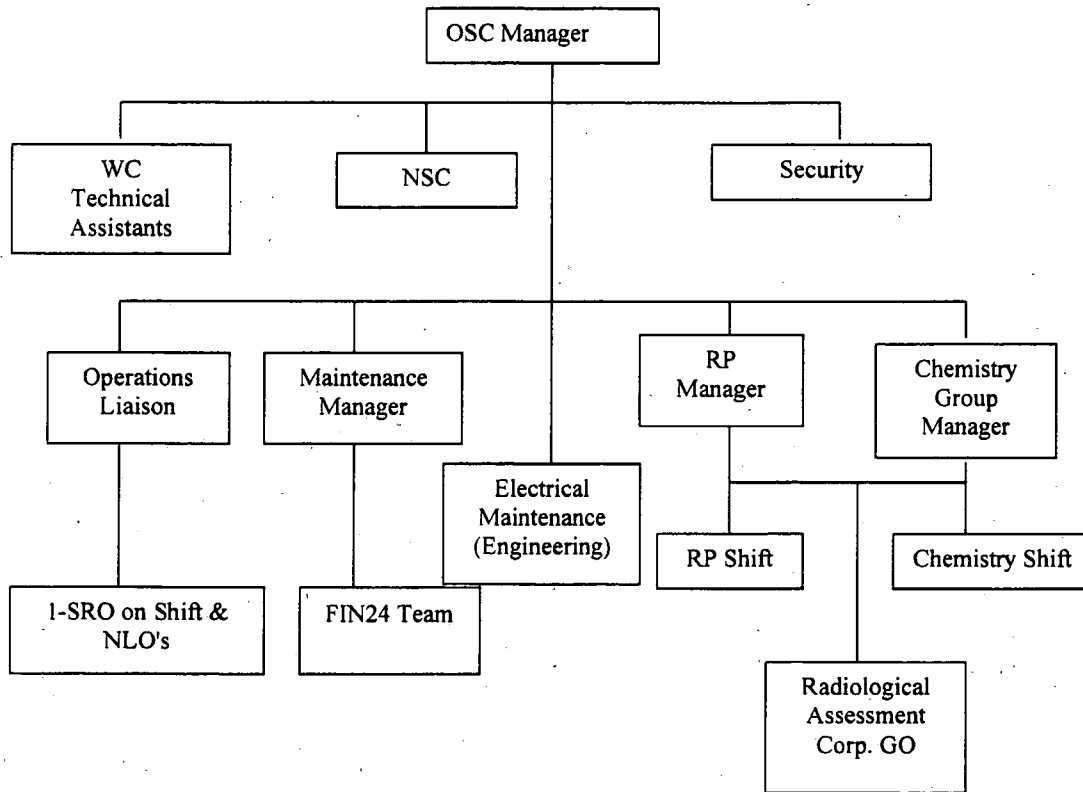 OSC Manager
WC
Technical
Assistants
NSC
Security
Operations
Liaison
Maintenance
Manager
RP
Manager
Chemistry
Group
Manager
Electrical
Maintenance
(Engineering)
RP Shift
Chemistry Shift
1-SRO on Shift &
NLO's
FIN24 Team
Radiological
Assessment
Corp. GO